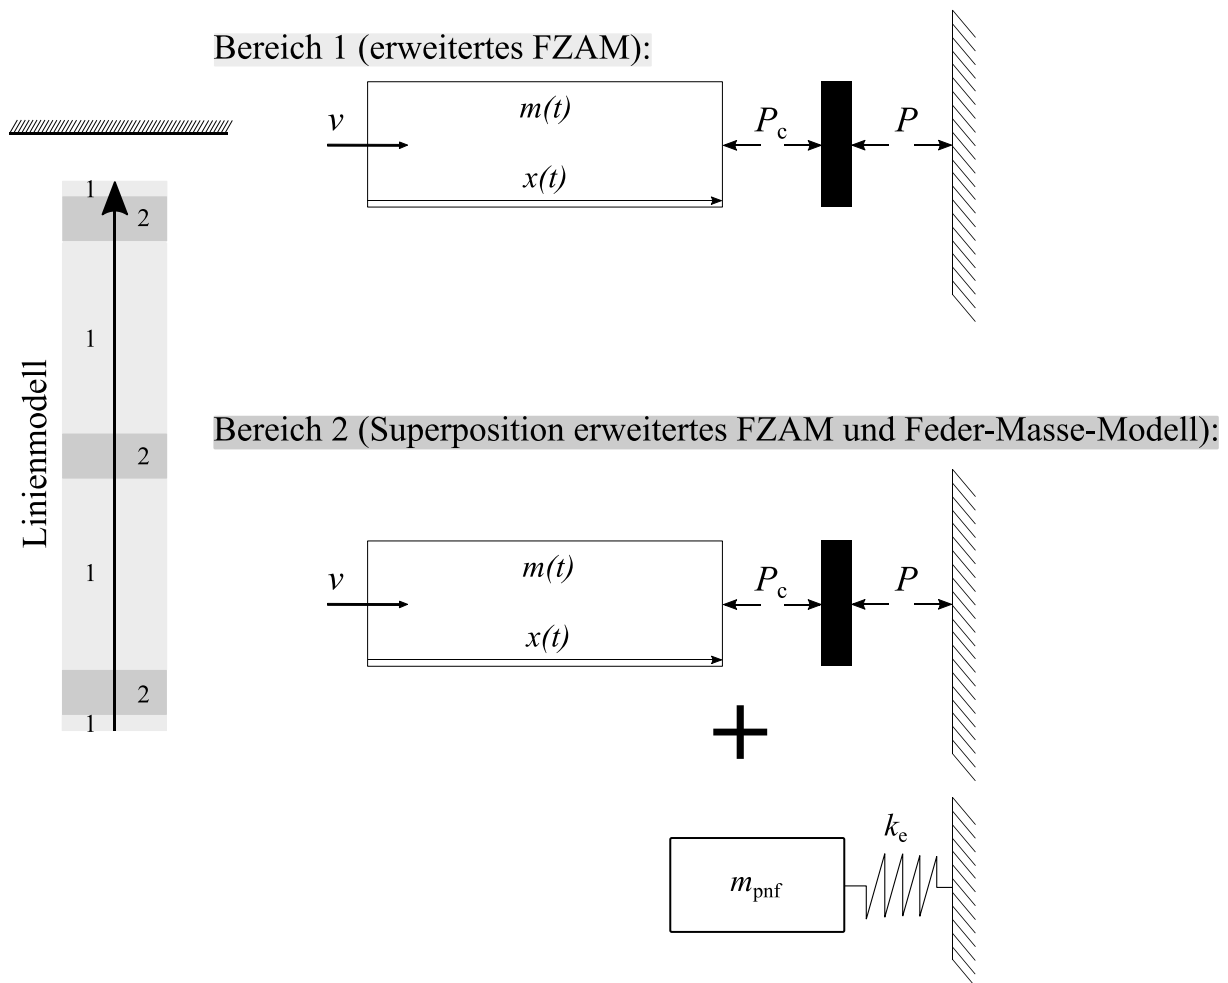 Bereich 1 (erweitertes FZAM):
v
m(t)
x(t)
P_c
P
Linienmodell
1
2
1
2
1
2
1
Bereich 2 (Superposition erweitertes FZAM und Feder-Masse-Modell):
v
m(t)
x(t)
P_c
P
+
m_pnf
k_e